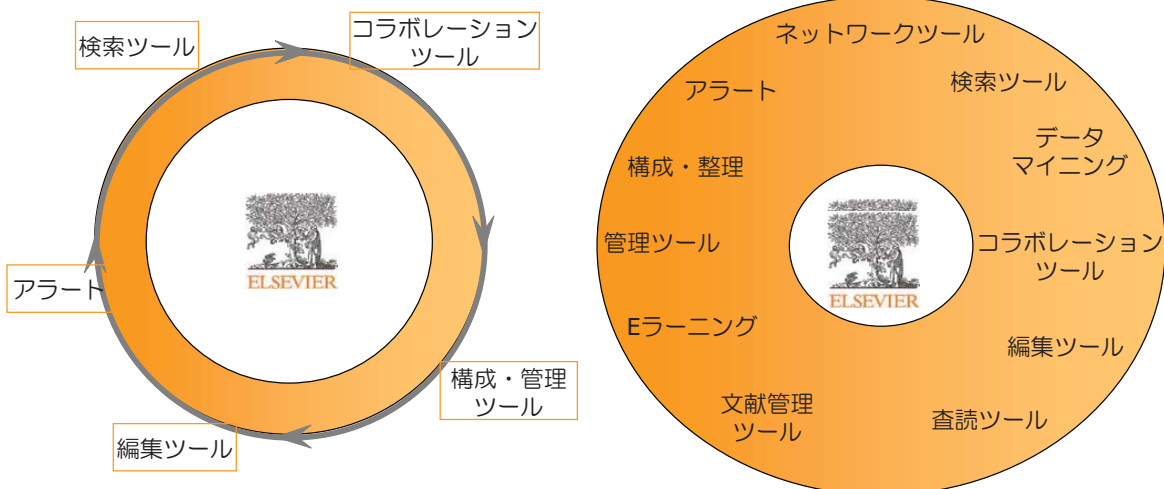 検索ツール
コラボレーション
ツール
ELSEVIER
アラート
構成・管理
ツール
編集ツール
ネットワークツール
アラート
検索ツール
データ
マイニング
構成・整理
管理ツール
コラボレーション
ツール
ELSEVIER
Eラーニング
編集ツール
文献管理
ツール
査読ツール